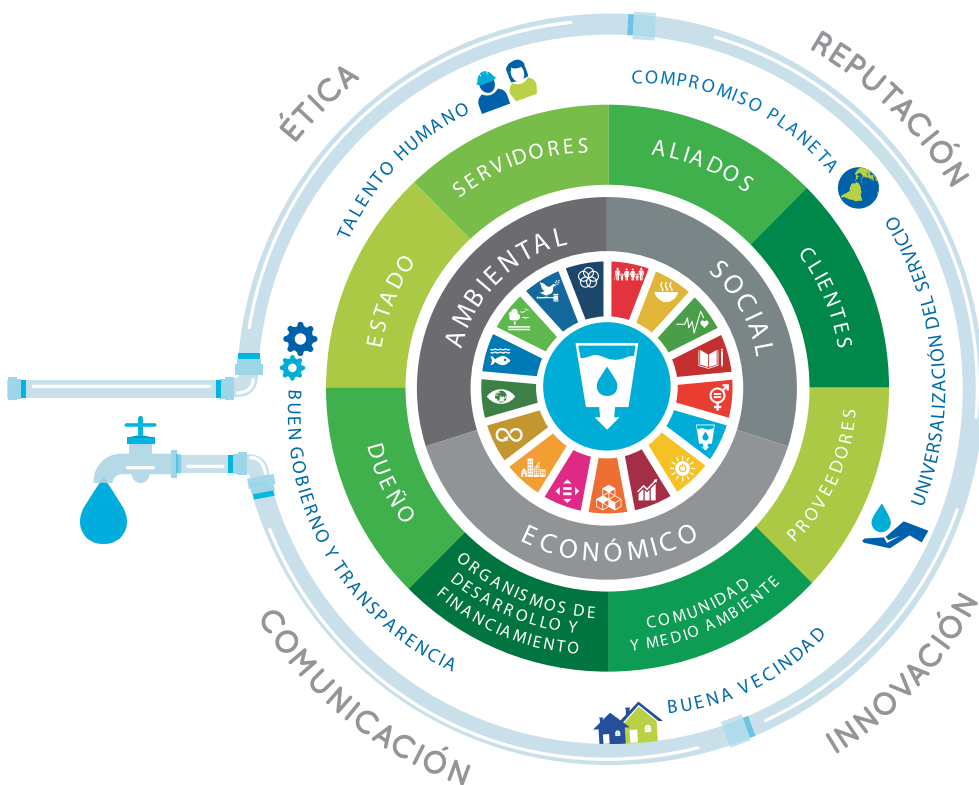 ÉTICA
REPUTACIÓN
INNOVACIÓN
COMUNICACIÓN
TALENTO HUMANO
COMPROMISO PLANETA
UNIVERSALIZACIÓN DEL SERVICIO
BUENA VECINDAD
BUEN GOBIERNO Y TRANSPARENCIA
SERVIDORES
ALIADOS
CLIENTES
PROVEEDORES
COMUNIDAD
Y MEDIO AMBIENTE
ORGANISMOS DE
DESARROLLO Y
FINANCIAMIENTO
DUEÑO
ESTADO
AMBIENTAL
SOCIAL
ECONÓMICO